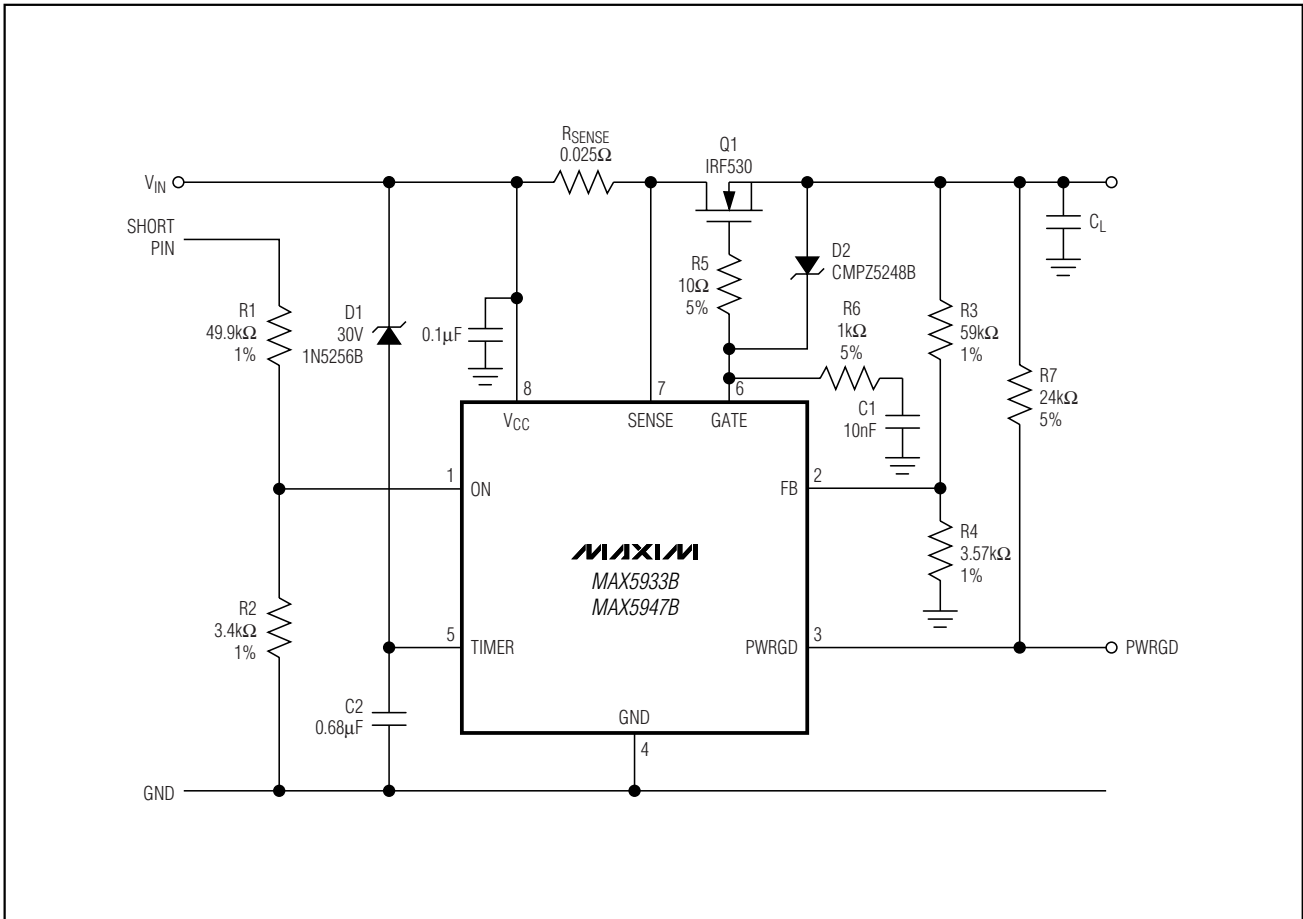 RSENSE
0.025Ω
Q1
IRF530
VIN
SHORT
PIN
CL
R1
49.9kΩ
1%
D1
30V
1N5256B
0.1μF
R5
10Ω
5%
D2
CMPZ5248B
R6
1kΩ
5%
C1
10nF
R3
59kΩ
1%
R7
24kΩ
5%
8
7
6
VCC
SENSE
GATE
1
ON
FB
2
MAXIM
MAX5933B
MAX5947B
R4
3.57kΩ
1%
R2
3.4kΩ
1%
5
TIMER
PWRGD
3
PWRGD
C2
0.68μF
GND
4
GND